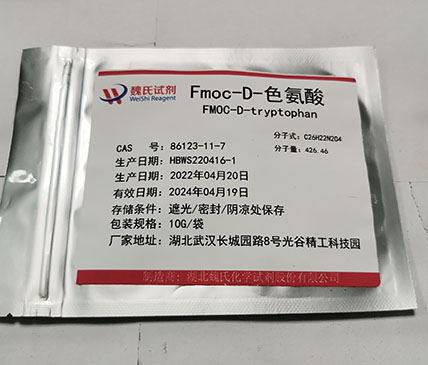 魏氏试剂
WeiShi Reagent
Fmoc-D-色氨酸
FMOC-D-tryptophan
分子式: C26H22N2O4
分子量: 426.46
CAS 号: 86123-11-7
生产日期: HBWS220416-1
生产日期: 2022年04月20日
有效日期: 2024年04月19日
存储条件: 遮光/密封/阴凉处保存
包装规格: 10G/袋
厂家地址: 湖北武汉长城园路8号光谷精工科技园
制造商: 湖北魏氏化学试剂股份有限公司